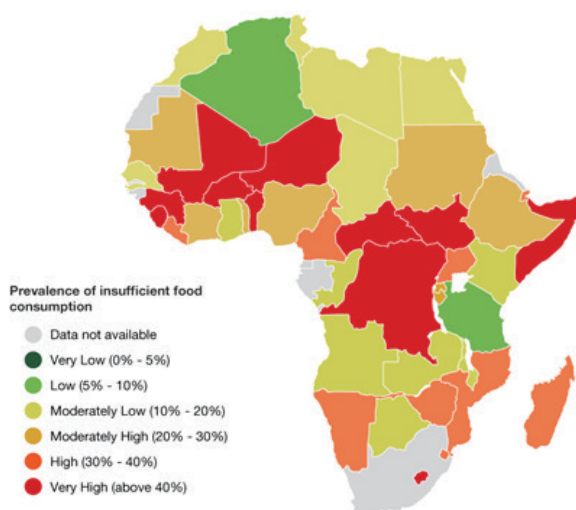 Prevalence of insufficient food
consumption
Data not available
Very Low (0% - 5%)
Low (5% - 10%)
Moderately Low (10% - 20%)
Moderately High (20% - 30%)
High (30% - 40%)
Very High (above 40%)